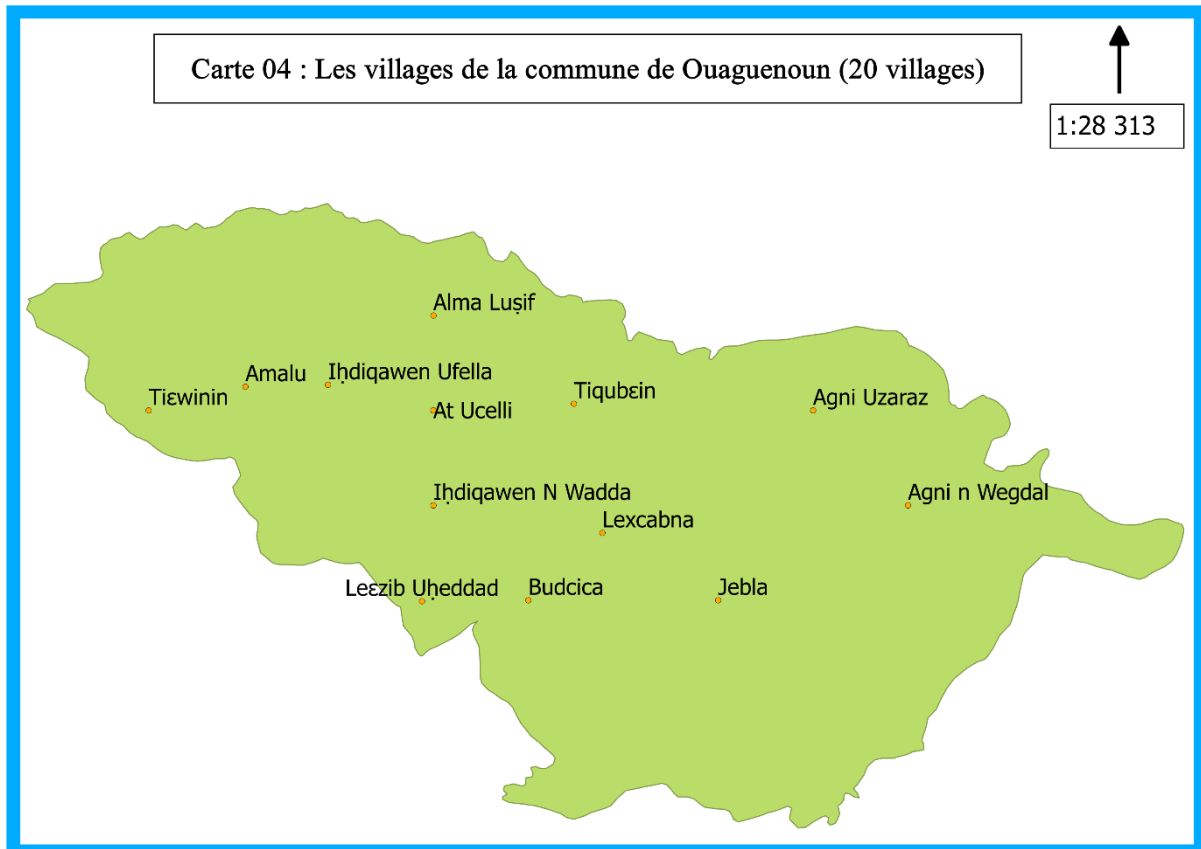 Carte 04 : Les villages de la commune de Ouaguenoun (20 villages)
1:28 313
Alma Luṣif
Iḥdiqawen Ufella
Amalu
Tiɛwinin
At Ucelli
Tiqubɛin
Agni Uzaraz
Iḥdiqawen N Wadda
Agni n Wegdal
Lexcabna
Leɛzib Uḥeddad
Budcica
Jebla